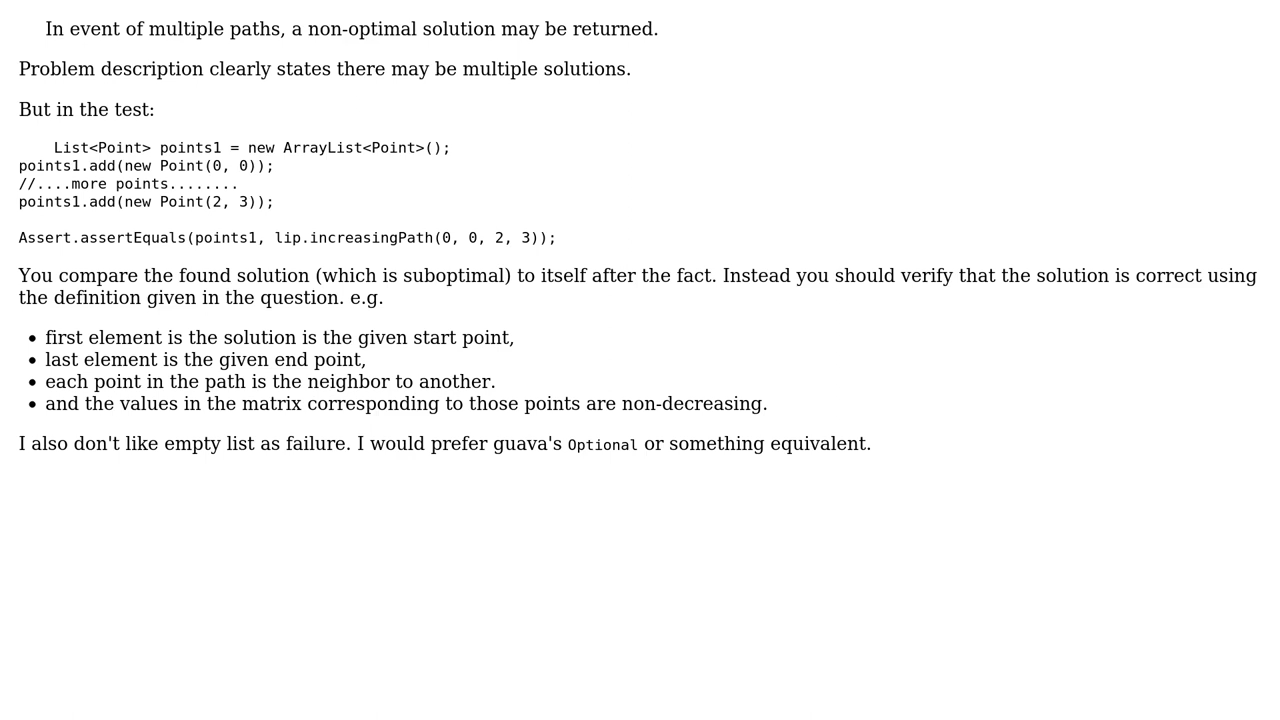 In event of multiple paths, a non-optimal solution may be returned.
Problem description clearly states there may be multiple solutions.
But in the test:
List<Point> points1 = new ArrayList<Point>();
points1.add(new Point(0, 0));
//....more points........
points1.add(new Point(2, 3));
Assert.assertEquals(points1, lip.increasingPath(0, 0, 2, 3));
You compare the found solution (which is suboptimal) to itself after the fact. Instead you should verify that the solution is correct using
the definition given in the question. e.g.
• first element is the solution is the given start point,
• last element is the given end point,
• each point in the path is the neighbor to another.
• and the values in the matrix corresponding to those points are non-decreasing.
I also don't like empty list as failure. I would prefer guava's Optional or something equivalent.